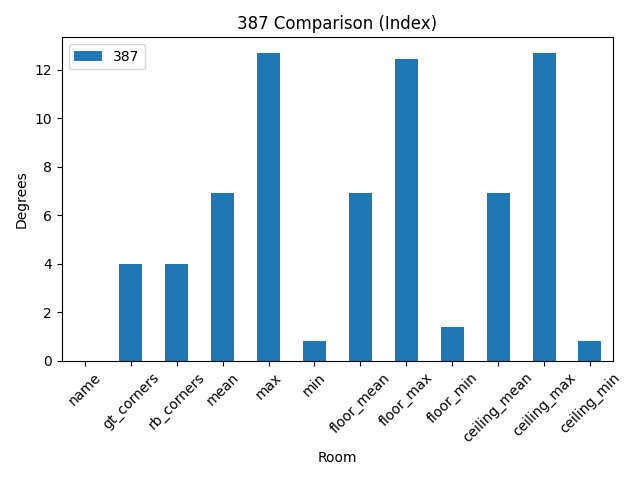 387 Comparison (Index)
387
Degrees
12
10
8
6
4
2
0
name
gt_corners
rb_corners
mean
max
min
floor_mean
floor_max
floor_min
ceiling_mean
ceiling_max
ceiling_min
Room